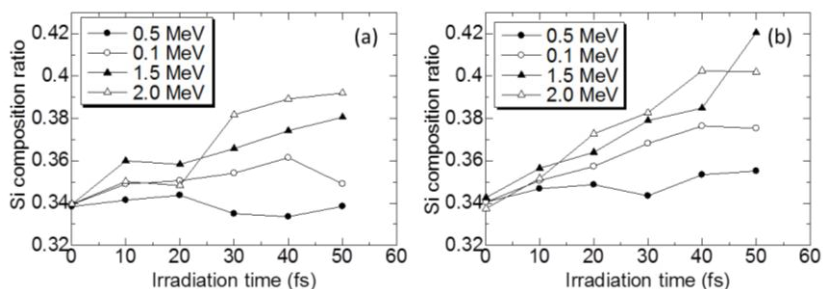 0.42
0.4
0.38
0.36
0.34
0.32
Si composition ratio
0.5 MeV
0.1 MeV
1.5 MeV
2.0 MeV
(a)
0 10 20 30 40 50 60
Irradiation time (fs)
0.42
0.4
0.38
0.36
0.34
0.32
Si composition ratio
0.5 MeV
0.1 MeV
1.5 MeV
2.0 MeV
(b)
0 10 20 30 40 50 60
Irradiation time (fs)